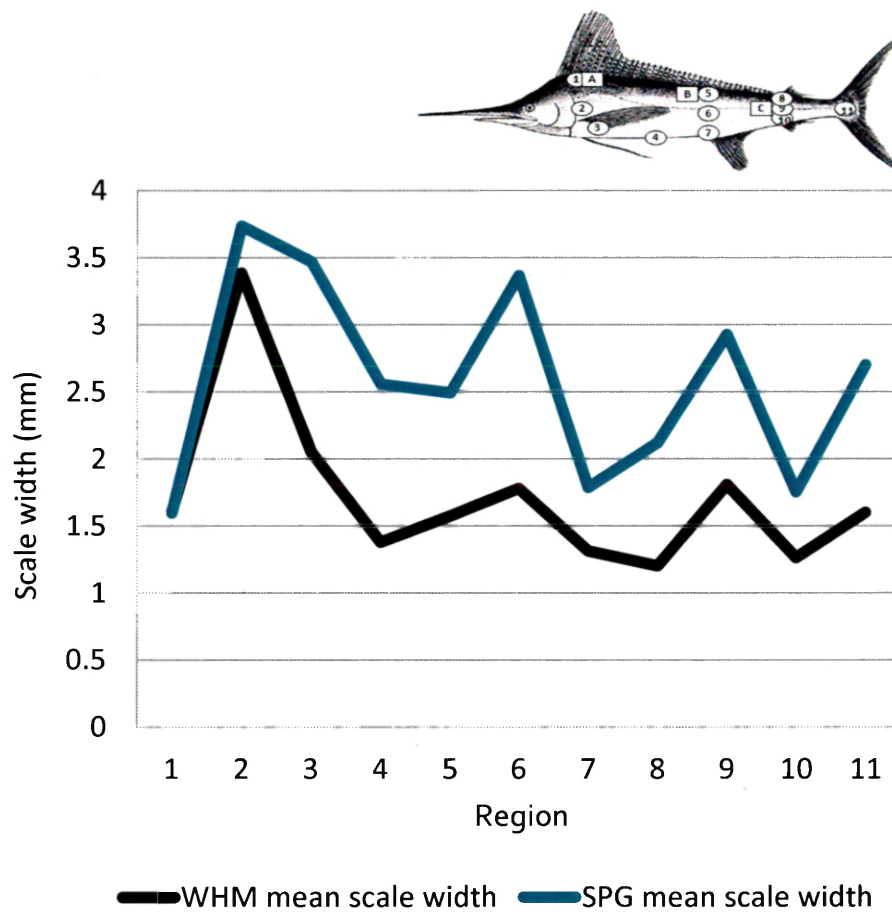 1 A
B 5
8
2
C 9
11
6
10
3
7
4
4
3.5
3
2.5
2
1.5
1
0.5
0
Scale width (mm)
1 2 3 4 5 6 7 8 9 10 11
Region
WHM mean scale width SPG mean scale width